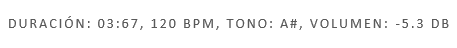 DURACIÓN: 03:67, 120 BPM, TONO: A#, VOLUMEN: -5.3 DB